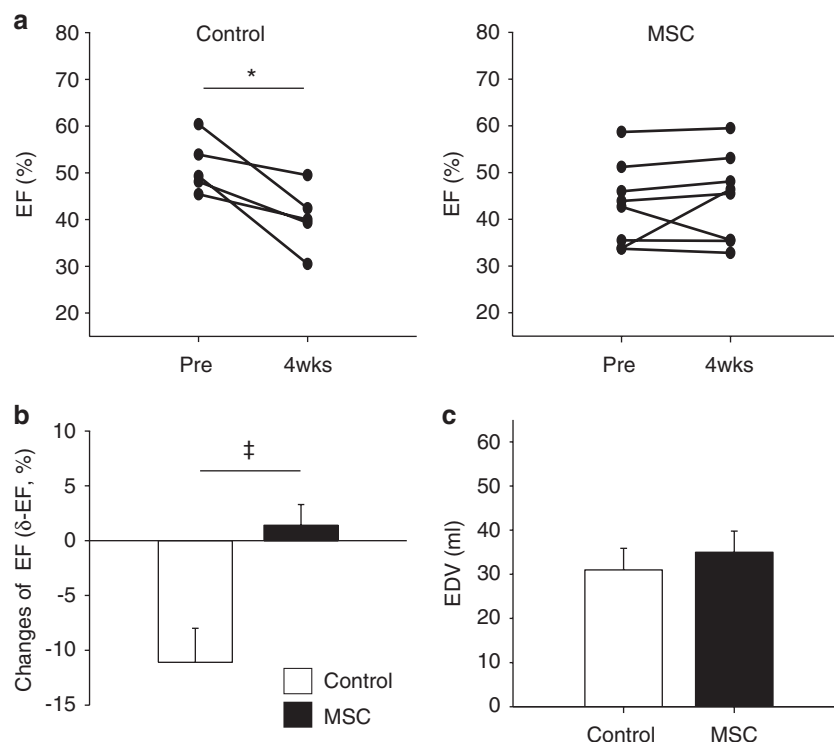 a
Control
MSC
*
EF (%)
80
70
60
50
40
30
20
Pre 4wks
EF (%)
80
70
60
50
40
30
20
Pre 4wks
b
Changes of EF (δ-EF, %)
10
5
0
-5
-10
-15
‡
Control
MSC
c
EDV (ml)
60
50
40
30
20
10
0
Control MSC